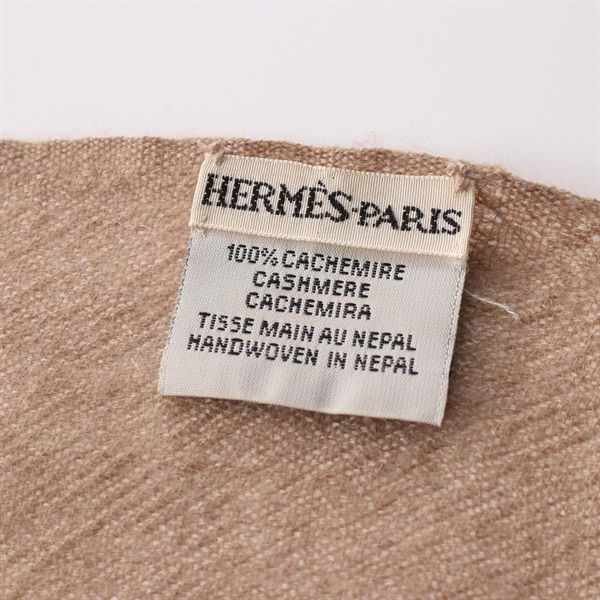 HERMÈS-PARIS
100% CACHEMIRE
CASHMERE
CACHEMIRA
TISSE MAIN AU NEPAL
HANDWOVEN IN NEPAL